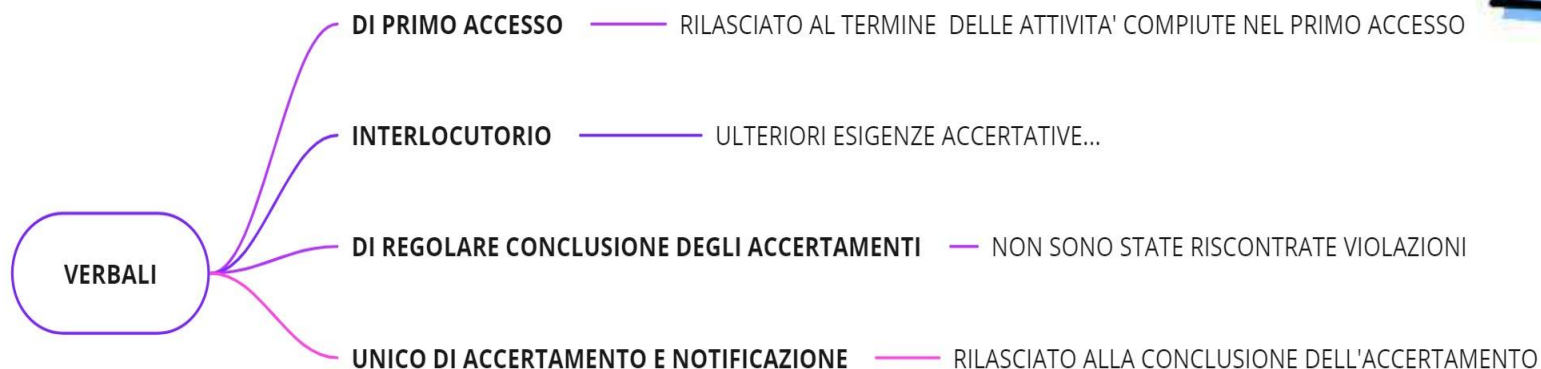 DI PRIMO ACCESSO RILASCIATO AL TERMINE DELLE ATTIVITA' COMPIUTE NEL PRIMO ACCESSO
INTERLOCUTORIO ULTERIORI ESIGENZE ACCERTATIVE...
DI REGOLARE CONCLUSIONE DEGLI ACCERTAMENTI NON SONO STATE RISCONTRATE VIOLAZIONI
VERBALI
UNICO DI ACCERTAMENTO E NOTIFICAZIONE RILASCIATO ALLA CONCLUSIONE DELL'ACCERTAMENTO